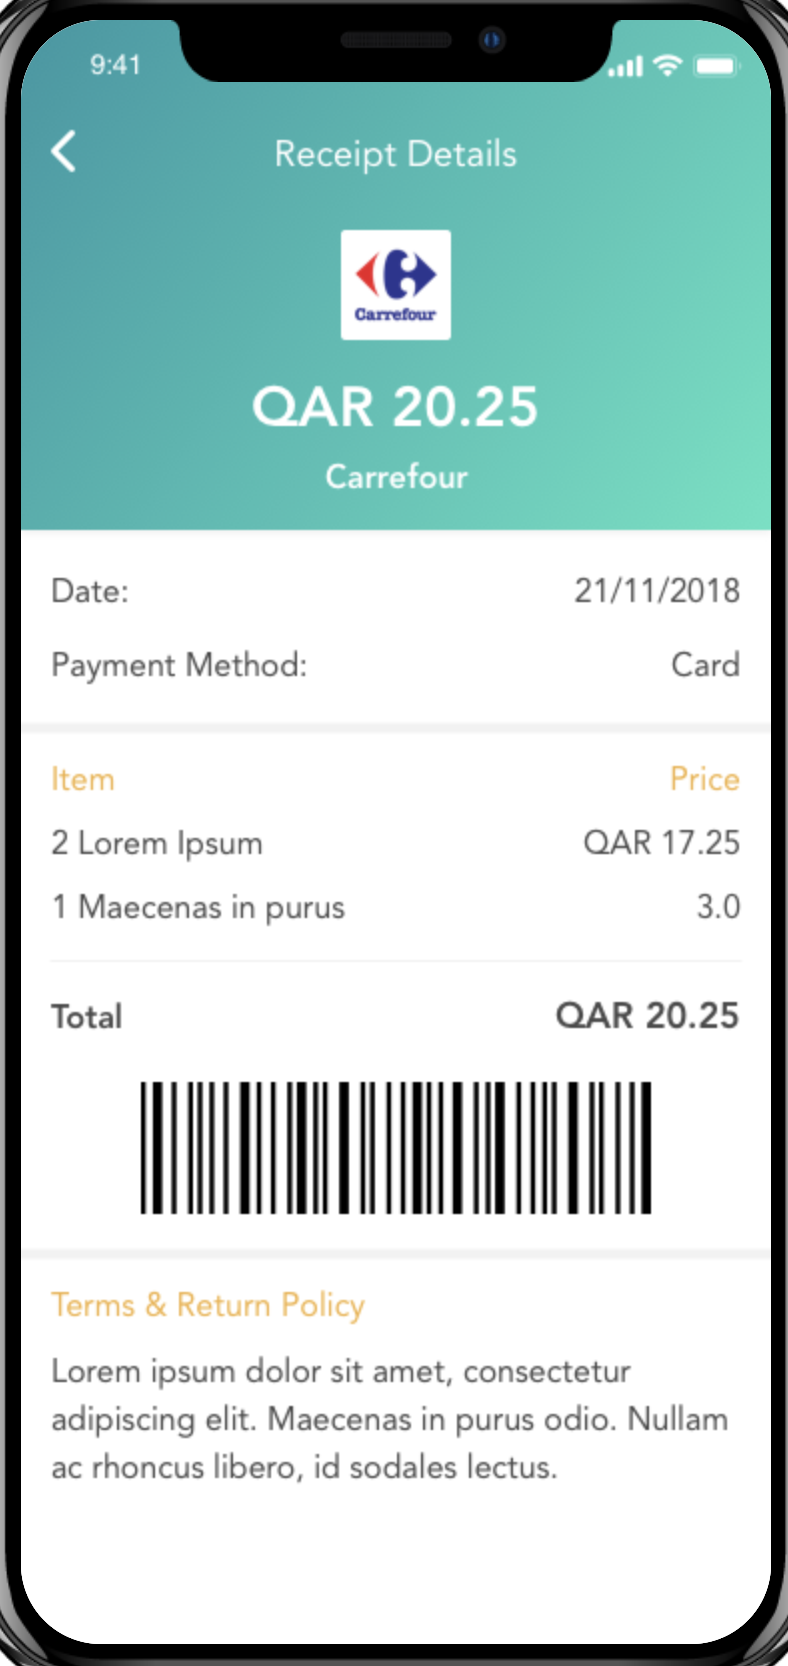 9:41
Receipt Details
Carrefour
QAR 20.25
Carrefour
Date: 21/11/2018
Payment Method: Card
Item Price
2 Lorem Ipsum QAR 17.25
1 Maecenas in purus 3.0
Total QAR 20.25
Terms & Return Policy
Lorem ipsum dolor sit amet, consectetur
adipiscing elit. Maecenas in purus odio. Nullam
ac rhoncus libero, id sodales lectus.